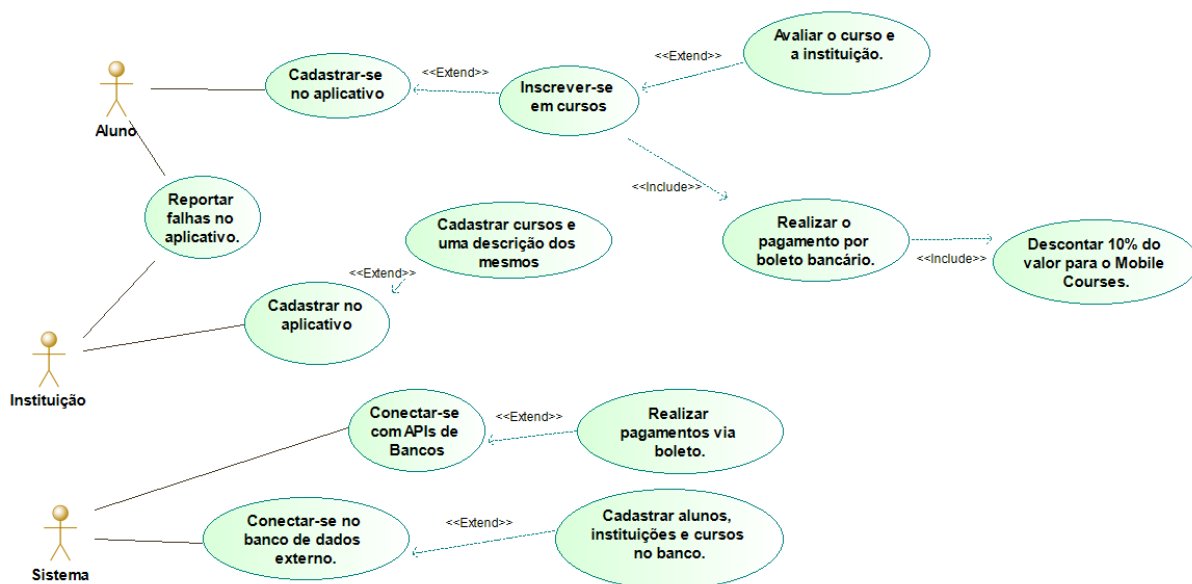 Avaliar o curso e
a instituição.
<<Extend>>
<<Extend>>
Cadastrar-se
no aplicativo
Inscrever-se
em cursos
Aluno
<<Include>>
Reportar
falhas no
aplicativo.
Cadastrar cursos e
uma descrição dos
mesmos
Realizar o
pagamento por
boleto bancário.
<<Include>>
Descontar 10% do
valor para o Mobile
Courses.
<<Extend>>
Cadastrar no
aplicativo
Instituição
Conectar-se
com APIs de
Bancos
<<Extend>>
Realizar
pagamentos via
boleto.
Conectar-se no
banco de dados
externo.
<<Extend>>
Cadastrar alunos,
instituições e cursos
no banco.
Sistema